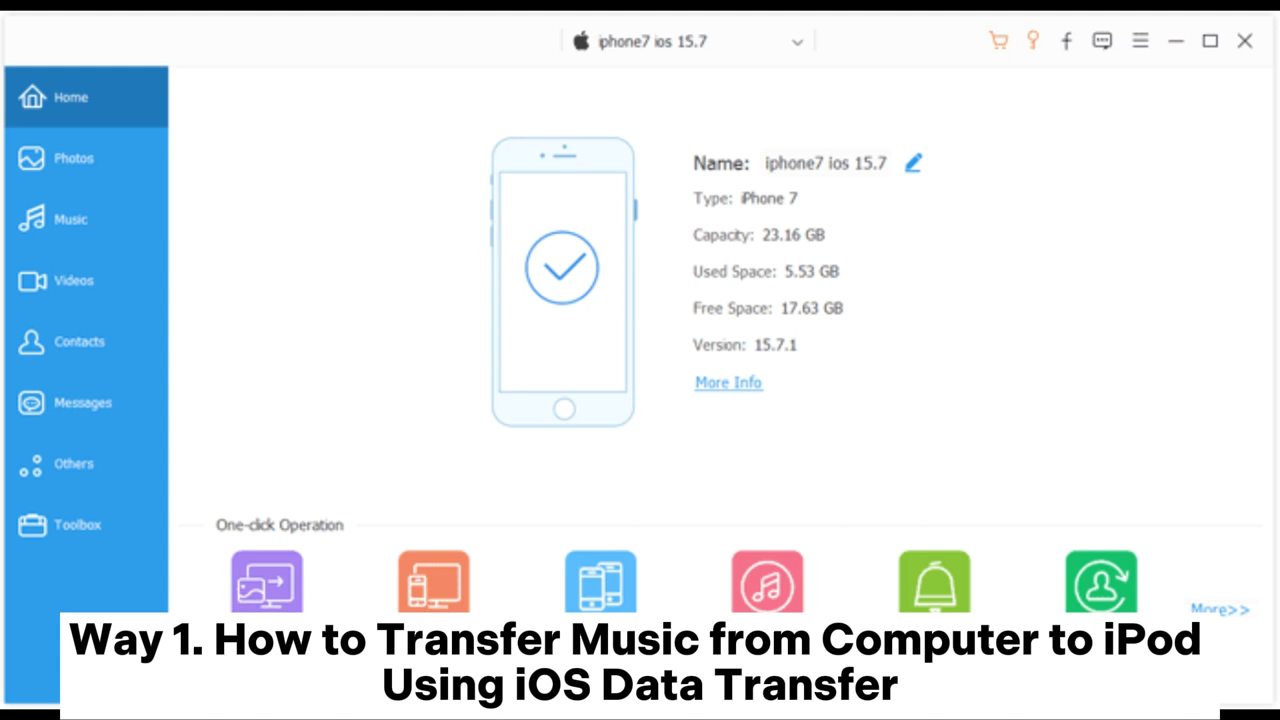 iphone7 ios 15.7
Home
Photos
Music
Videos
Contacts
Messages
Others
Toolbox
Name: iphone7 ios 15.7
Type: iPhone 7
Capacity: 23.16 GB
Used Space: 5.53 GB
Free Space: 17.63 GB
Version: 15.7.1
More Info
One-click Operation
More>>
Way 1. How to Transfer Music from Computer to iPod
Using iOS Data Transfer